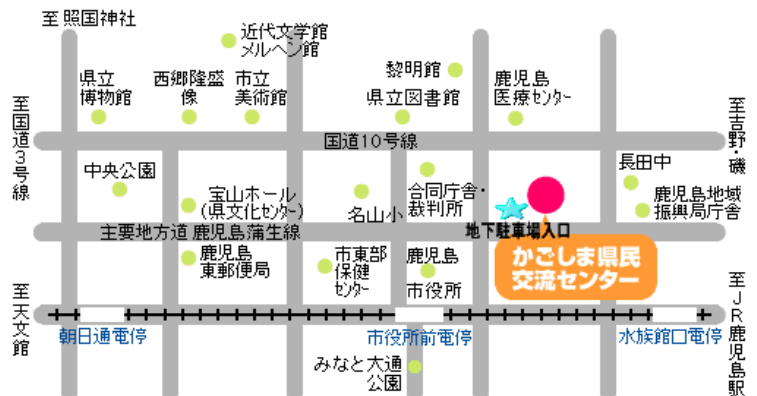 至 照国神社
近代文学館
メルヘン館
黎明館
県立
博物館
西郷隆盛
像
市立
美術館
県立図書館
鹿児島
医療センター
至国道3号線
至吉野・磯
国道10号線
中央公園
宝山ホール
(県文化センター)
名山小
合同庁舎・
裁判所
長田中
鹿児島地域
振興局庁舎
地下駐車場入口
主要地方道 鹿児島蒲生線
かごしま県民
交流センター
鹿児島
東郵便局
市東部
保健
センター
鹿児島
市役所
至天文館
至JR鹿児島駅
朝日通電停
市役所前電停
水族館口電停
みなと大通
公園